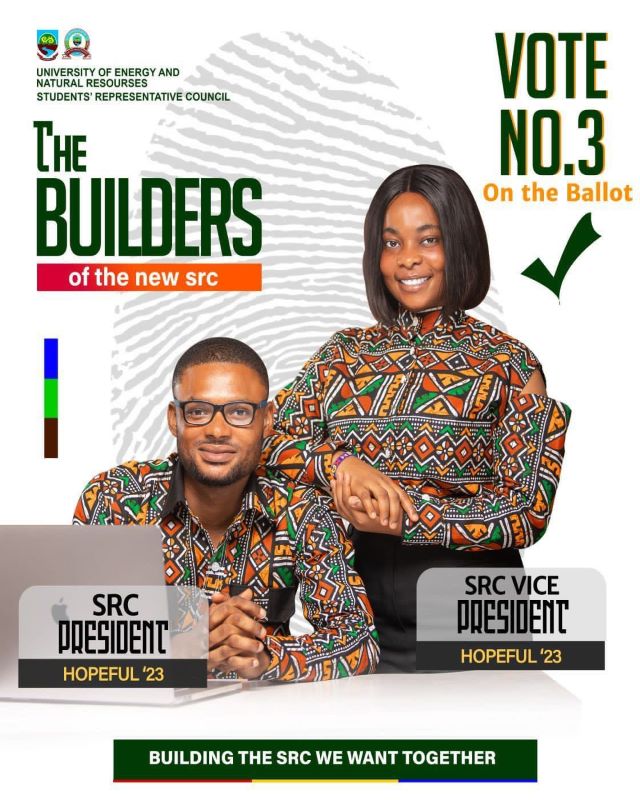 UNIVERSITY OF ENERGY AND
NATURAL RESOURSES
STUDENTS' REPRESENTATIVE COUNCIL
THE
BUILDERS
of the new src
VOTE
NO.3
On the Ballot
SRC
PRESIDENT
HOPEFUL '23
SRC VICE
PRESIDENT
HOPEFUL '23
BUILDING THE SRC WE WANT TOGETHER